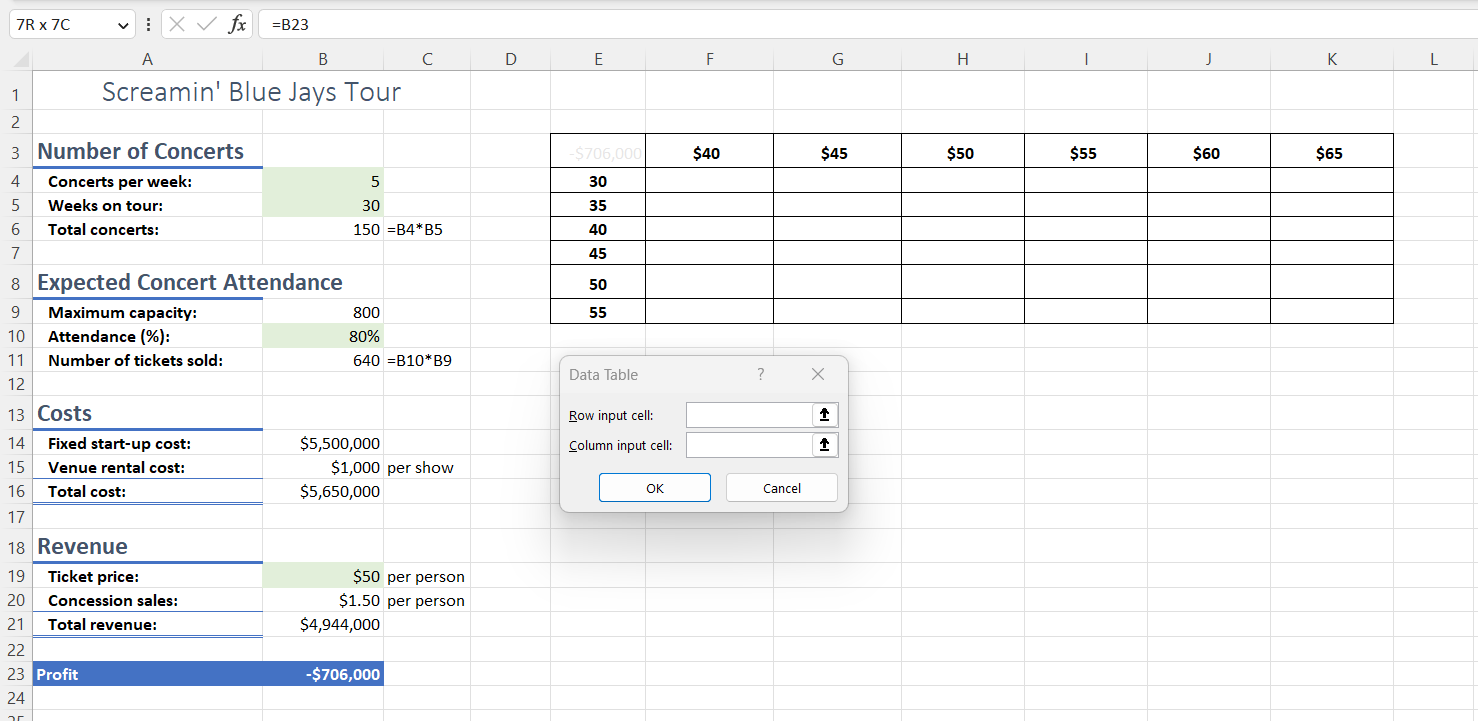 7R x 7C fx =B23
A B C D E F G H I J K L
1 Screamin' Blue Jays Tour
2
3 Number of Concerts -$706,000 $40 $45 $50 $55 $60 $65
4 Concerts per week: 5 30
5 Weeks on tour: 30 35
6 Total concerts: 150 =B4*B5 40
7 45
8 Expected Concert Attendance 50
9 Maximum capacity: 800 55
10 Attendance (%): 80%
11 Number of tickets sold: 640 =B10*B9
Data Table ?
12
13 Costs Row input cell:
14 Fixed start-up cost: $5,500,000 Column input cell:
15 Venue rental cost: $1,000 per show
16 Total cost: $5,650,000 OK Cancel
17
18 Revenue
19 Ticket price: $50 per person
20 Concession sales: $1.50 per person
21 Total revenue: $4,944,000
22
23 Profit -$706,000
24
25